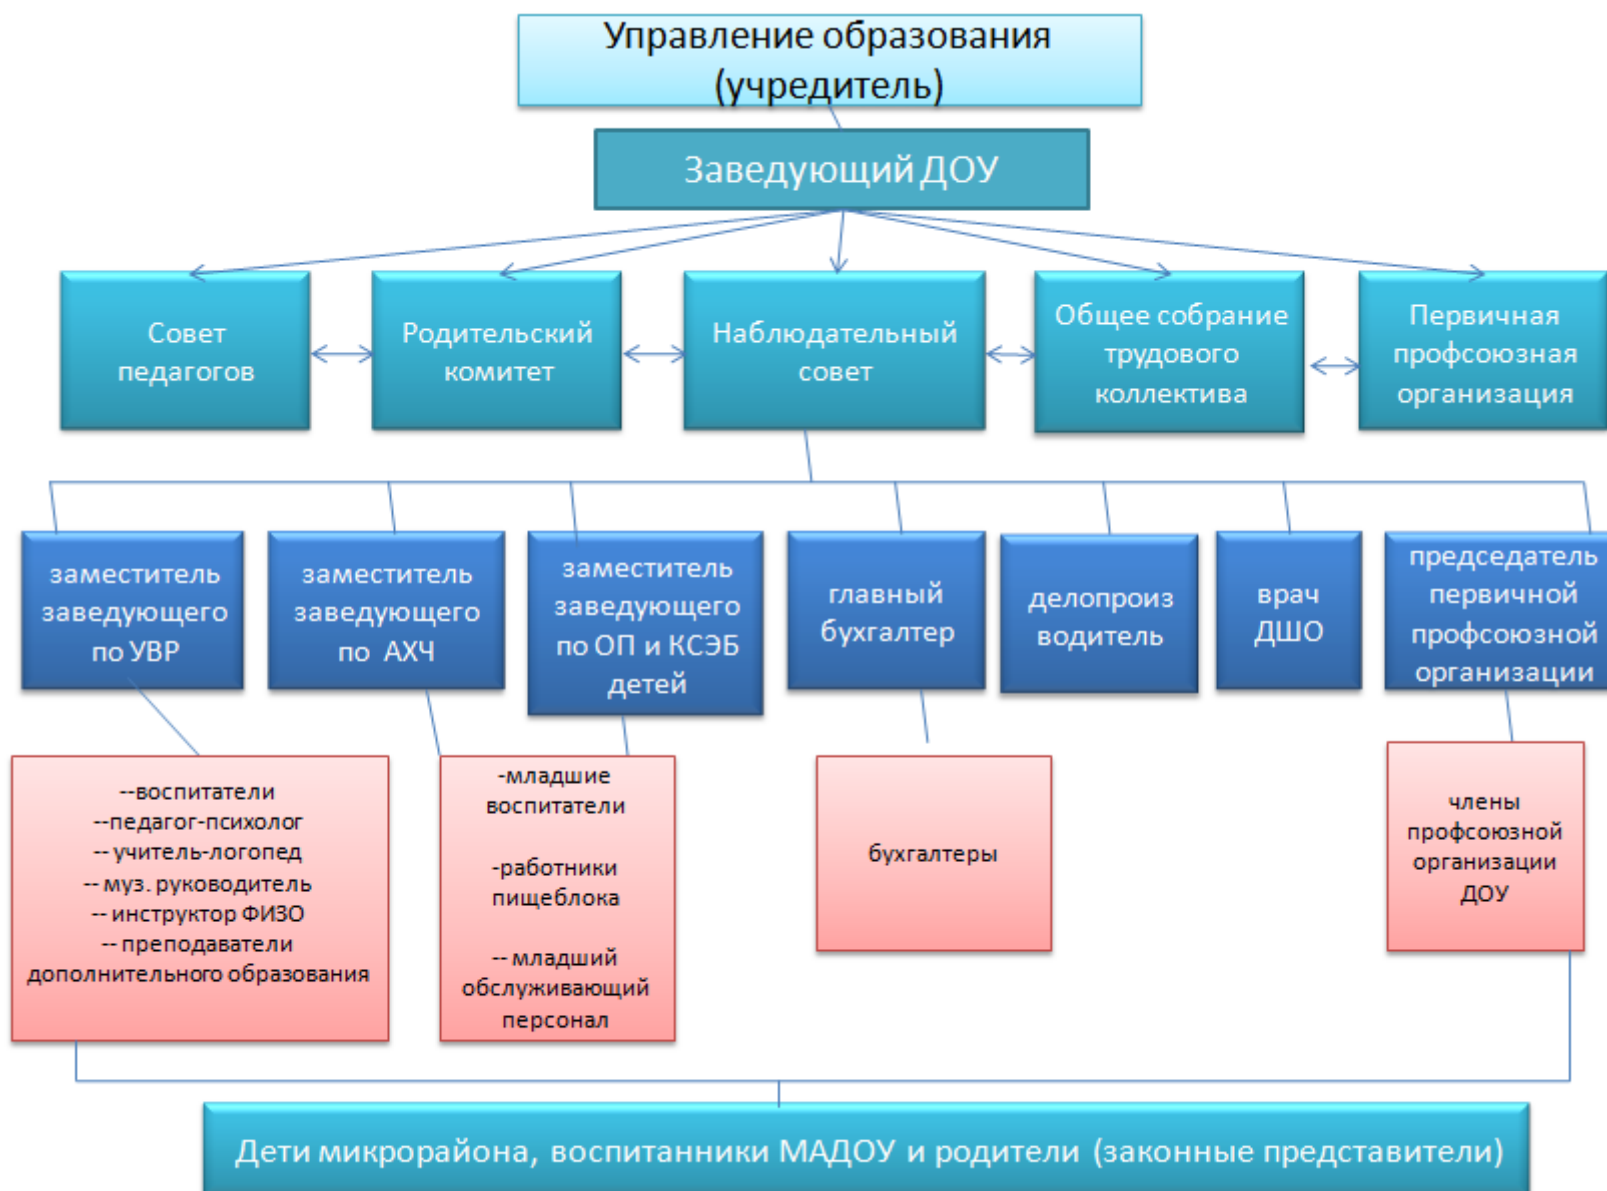 Управление образования
(учредитель)
Заведующий ДОУ
Совет
педагогов
Родительский
комитет
Наблюдательный
совет
Общее собрание
трудового
коллектива
Первичная
профсоюзная
организация
заместитель
заведующего
по УВР
заместитель
заведующего
по АХЧ
заместитель
заведующего
по ОП и КСЭБ
детей
главный
бухгалтер
делопроиз
водитель
врач
ДШО
председатель
первичной
профсоюзной
организации
--воспитатели
--педагог-психолог
-- учитель-логопед
-- муз. руководитель
-- инструктор ФИЗО
-- преподаватели
дополнительного образования
-младшие
воспитатели
-работники
пищеблока
-- младший
обслуживающий
персонал
бухгалтеры
члены
профсоюзной
организации
ДОУ
Дети микрорайона, воспитанники МАДОУ и родители (законные представители)